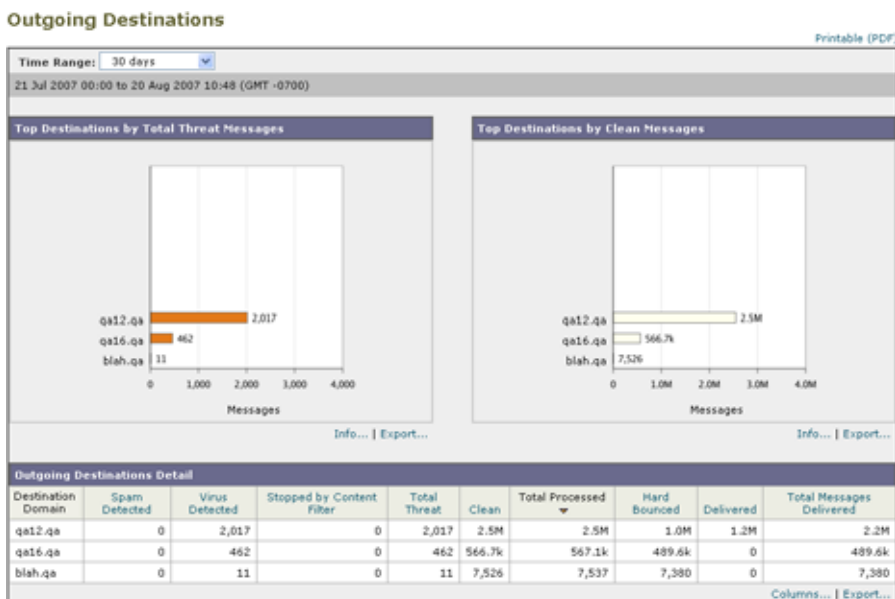 Outgoing Destinations
Printable (PDF)
Time Range: 30 days
21 Jul 2007 00:00 to 20 Aug 2007 10:48 (GMT -0700)
Top Destinations by Total Threat Messages
qa12.qa 2,017
qa16.qa 462
blah.qa 11
0 1,000 2,000 3,000 4,000
Messages
Info... | Export...
Top Destinations by Clean Messages
qa12.qa 2.5M
qa16.qa 566.7k
blah.qa 7,526
0 1.0M 2.0M 3.0M 4.0M
Messages
Info... | Export...
Outgoing Destinations Detail
Destination Domain Spam Detected Virus Detected Stopped by Content Filter Total Threat Clean Total Processed Hard Bounced Delivered Total Messages Delivered
qa12.qa 0 2,017 0 2,017 2.5M 2.5M 1.0M 1.2M 2.2M
qa16.qa 0 462 0 462 566.7k 567.1k 489.6k 0 489.6k
blah.qa 0 11 0 11 7,526 7,537 7,380 0 7,380
Columns... | Export...